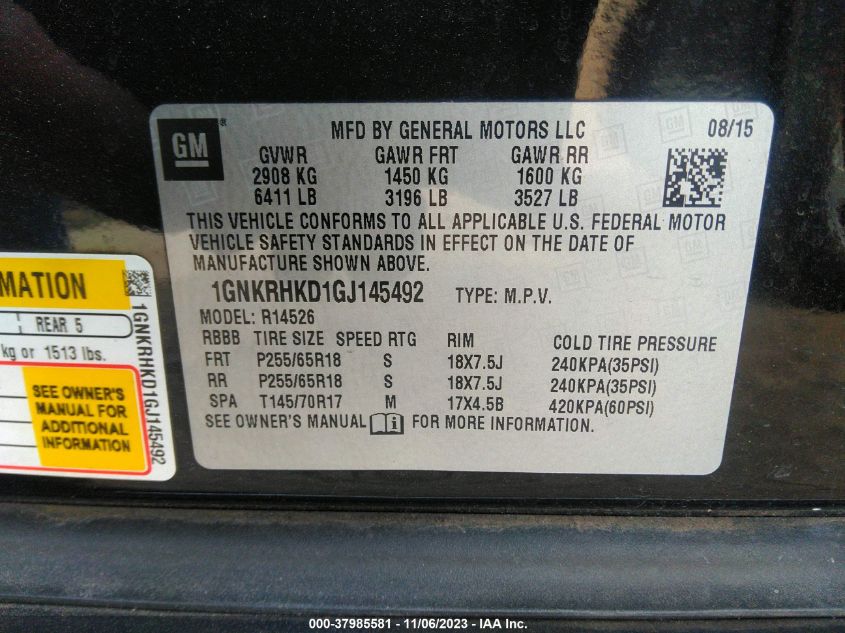 GM
MFD BY GENERAL MOTORS LLC 08/15
GVWR GAWR FRT GAWR RR
2908 KG 1450 KG 1600 KG
6411 LB 3196 LB 3527 LB
THIS VEHICLE CONFORMS TO ALL APPLICABLE U.S. FEDERAL MOTOR
VEHICLE SAFETY STANDARDS IN EFFECT ON THE DATE OF
MANUFACTURE SHOWN ABOVE.
1GNKRHKD1GJ145492 TYPE: M.P.V.
MODEL: R14526
RBBB TIRE SIZE SPEED RTG RIM COLD TIRE PRESSURE
FRT P255/65R18 S 18X7.5J 240KPA(35PSI)
RR P255/65R18 S 18X7.5J 240KPA(35PSI)
SPA T145/70R17 M 17X4.5B 420KPA(60PSI)
SEE OWNER'S MANUAL FOR MORE INFORMATION.
MATION
REAR 5
kg or 1513 lbs.
SEE OWNER'S
MANUAL FOR
ADDITIONAL
INFORMATION
1GNKRHKD1GJ145492
000-37985581 - 11/06/2023 - IAA Inc.